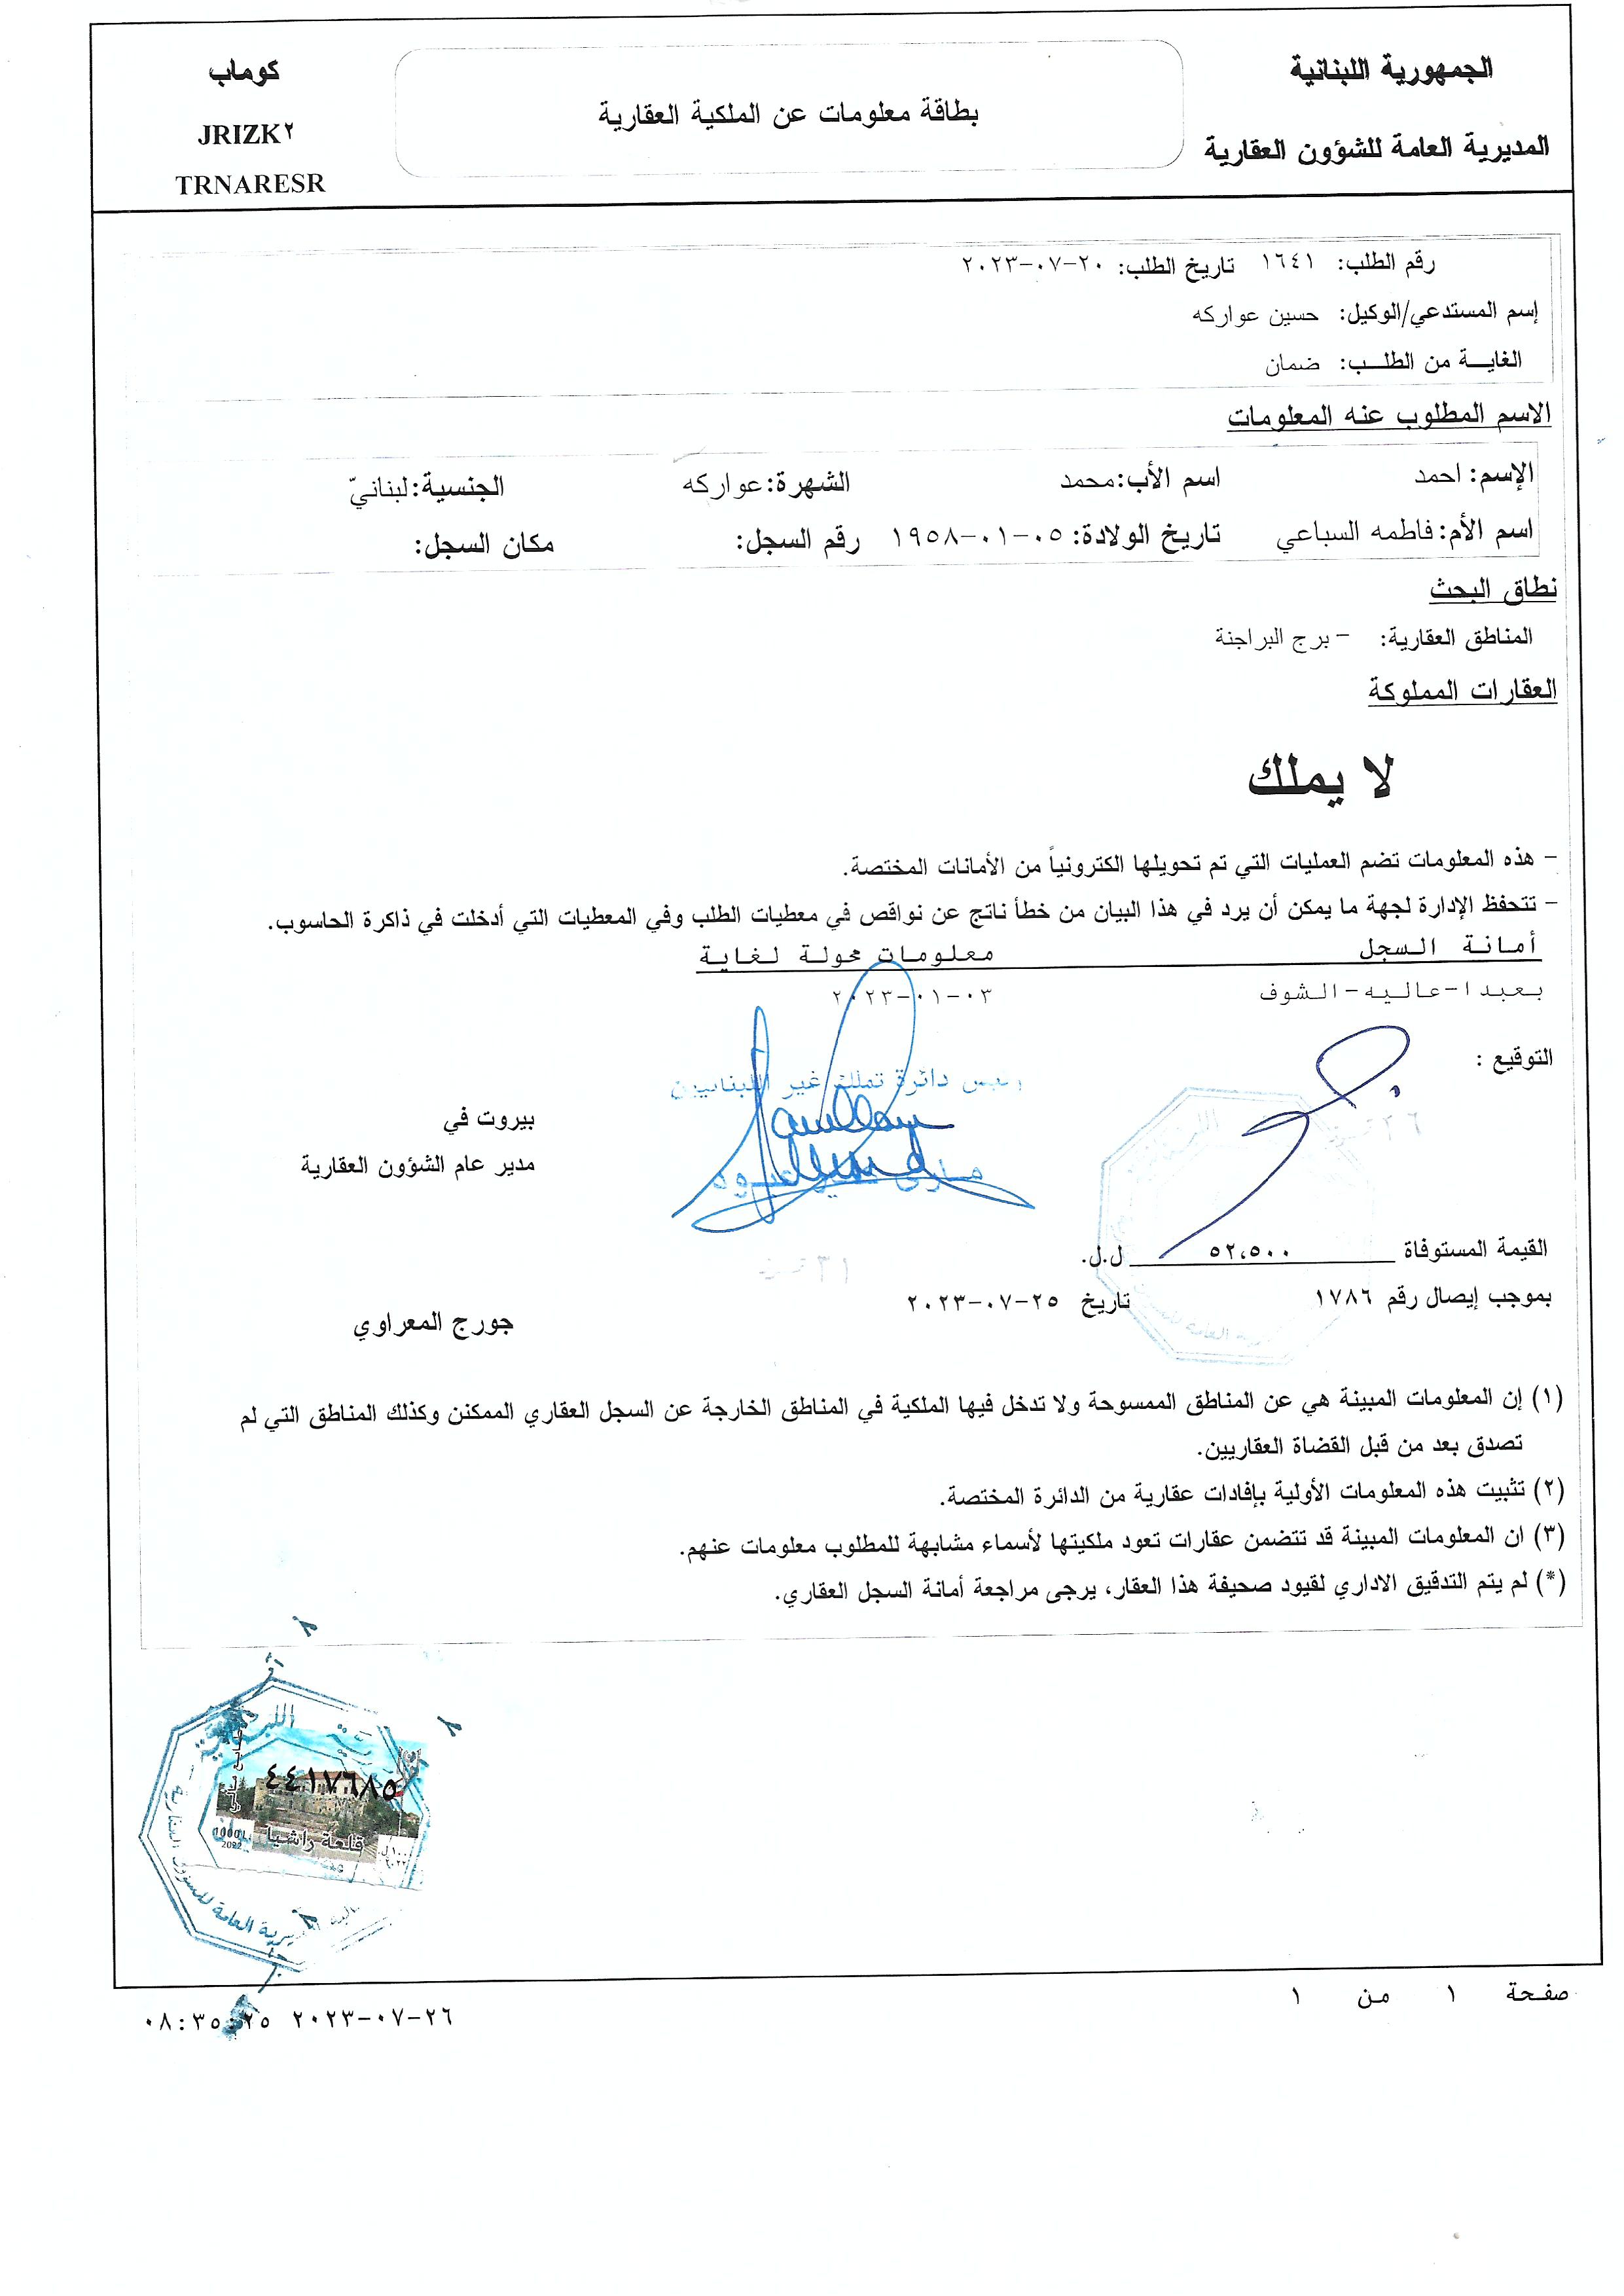 الجمهورية اللبنانية
المديرية العامة للشؤون العقارية
بطاقة معلومات عن الملكية العقارية
كوماب
JRIZK٢
TRNARESR
رقم الطلب: ١٦٤١ تاريخ الطلب: ٢٠-٠٧-٢٠٢٣
إسم المستدعي/الوكيل: حسين عواركه
الغايـــة من الطلـــب: ضمان
الاسم المطلوب عنه المعلومات
الإسم: احمد اسم الأب: محمد الشهرة: عواركه الجنسية: لبنانيّ
اسم الأم: فاطمه السباعي تاريخ الولادة: ٠٥-٠١-١٩٥٨ رقم السجل: مكان السجل:
نطاق البحث
المناطق العقارية: - برج البراجنة
العقارات المملوكة
لا يملك
- هذه المعلومات تضم العمليات التي تم تحويلها الكترونياً من الأمانات المختصة.
- تتحفظ الإدارة لجهة ما يمكن أن يرد في هذا البيان من خطأ ناتج عن نواقص في معطيات الطلب وفي المعطيات التي أدخلت في ذاكرة الحاسوب.
أمانة السجل معلومات محولة لغاية
بعبدا-عاليه-الشوف ٠٣-٠١-٢٠٢٣
التوقيع :
رئيس دائرة تملك غير اللبنانيين
بيروت في
مدير عام الشؤون العقارية
القيمة المستوفاة ٥٢،٥٠٠ ل.ل.
بموجب إيصال رقم ١٧٨٦ تاريخ ٢٥-٠٧-٢٠٢٣
جورج المعراوي
(١) إن المعلومات المبينة هي عن المناطق الممسوحة ولا تدخل فيها الملكية في المناطق الخارجة عن السجل العقاري الممكنن وكذلك المناطق التي لم
تصدق بعد من قبل القضاة العقاريين.
(٢) تثبيت هذه المعلومات الأولية بإفادات عقارية من الدائرة المختصة.
(٣) ان المعلومات المبينة قد تتضمن عقارات تعود ملكيتها لأسماء مشابهة للمطلوب معلومات عنهم.
(*) لم يتم التدقيق الاداري لقيود صحيفة هذا العقار، يرجى مراجعة أمانة السجل العقاري.
٤٤١٧٦٨٥
قلعة راشيا
صفحة ١ من ١
٢٦-٠٧-٢٠٢٣ ٠٨:٣٥:٢٥